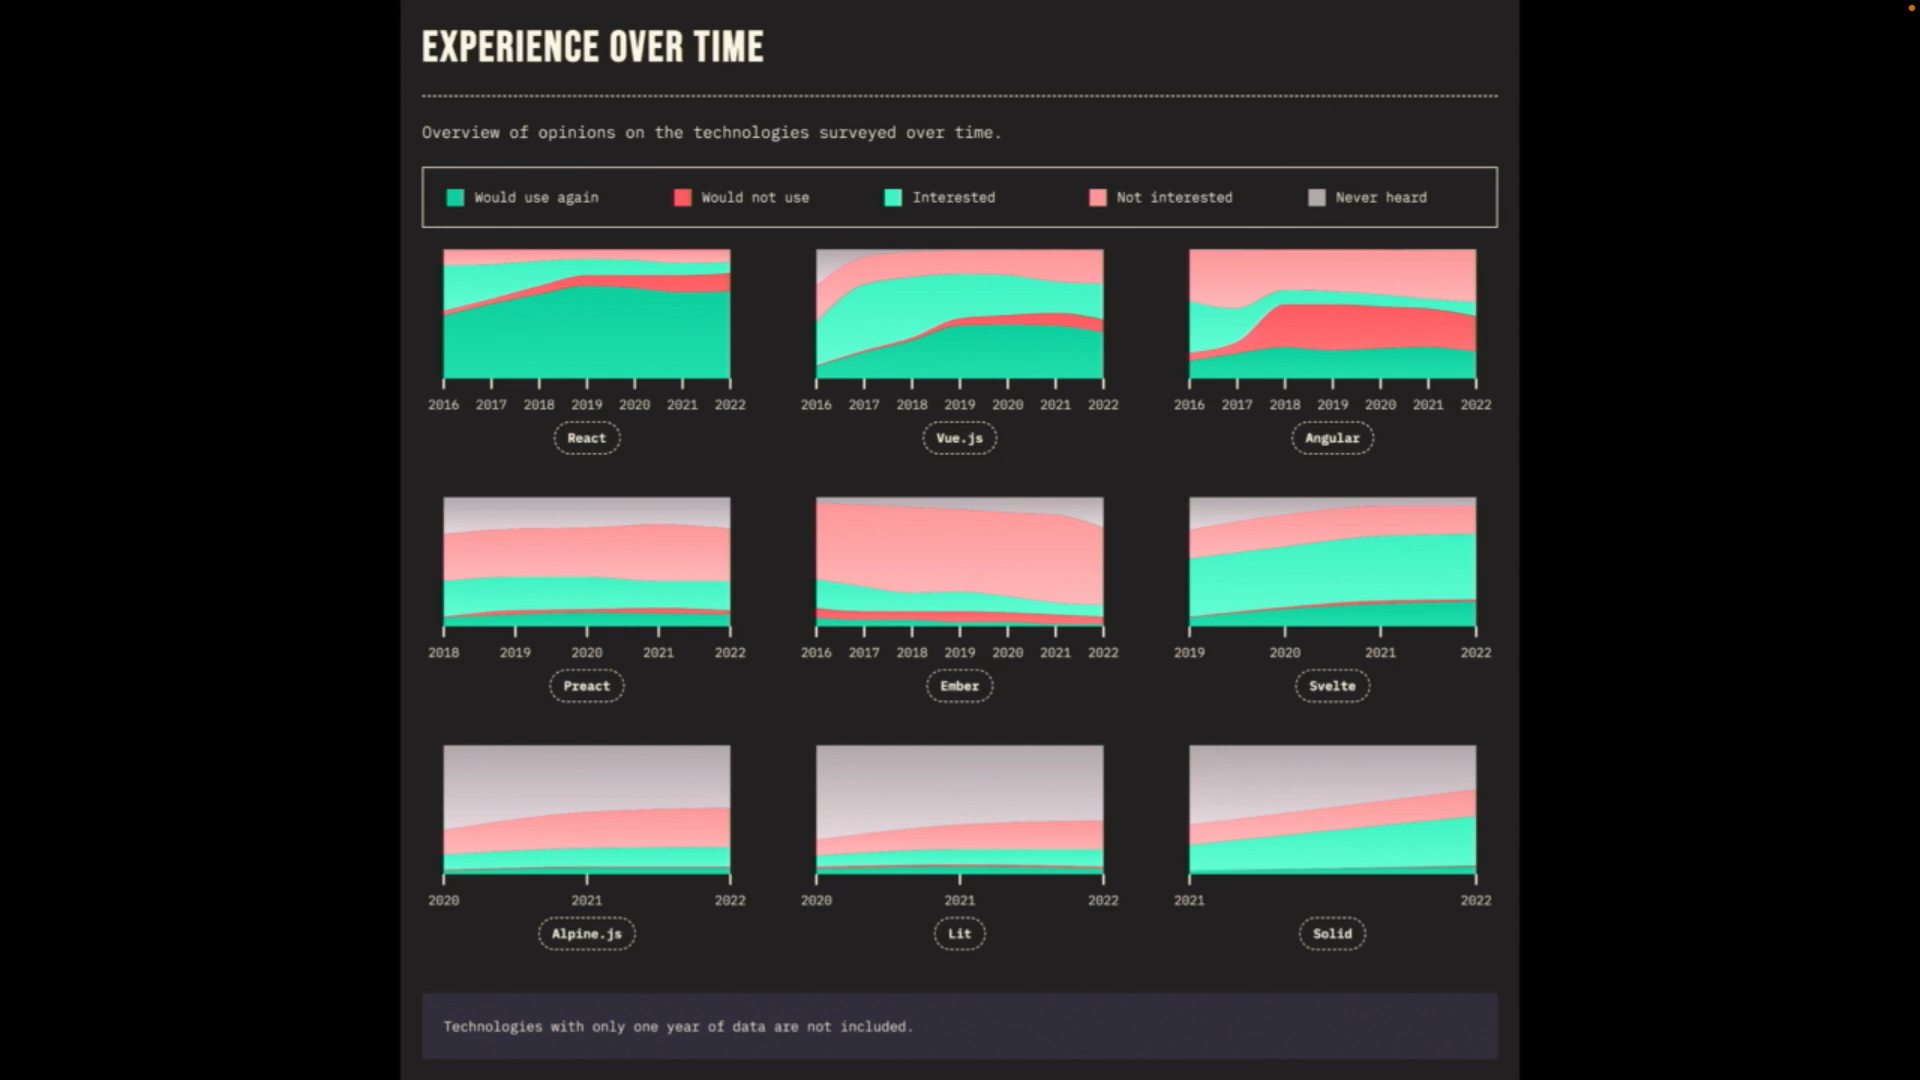 EXPERIENCE OVER TIME
Overview of opinions on the technologies surveyed over time.
Would use again Would not use Interested Not interested Never heard
2016 2017 2018 2019 2020 2021 2022
React
2016 2017 2018 2019 2020 2021 2022
Vue.js
2016 2017 2018 2019 2020 2021 2022
Angular
2018 2019 2020 2021 2022
Preact
2016 2017 2018 2019 2020 2021 2022
Ember
2019 2020 2021 2022
Svelte
2020 2021 2022
Alpine.js
2020 2021 2022
Lit
2021 2022
Solid
Technologies with only one year of data are not included.